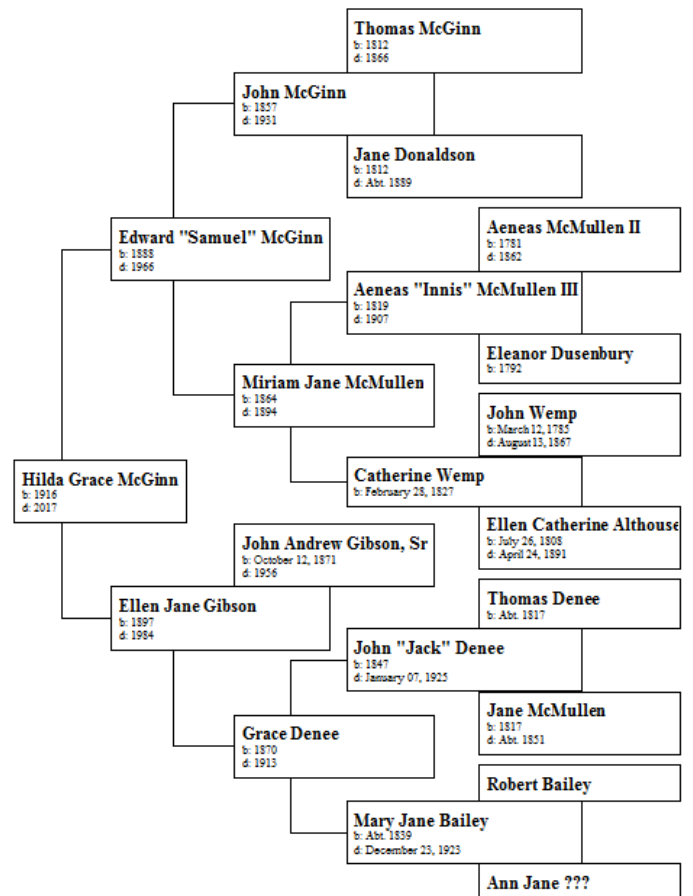 Thomas McGinn
b: 1812
d: 1866
John McGinn
b: 1857
d: 1931
Jane Donaldson
b: 1812
d: Abt. 1889
Edward "Samuel" McGinn
b: 1888
d: 1966
Aeneas McMullen II
b: 1781
d: 1862
Aeneas "Innis" McMullen III
b: 1819
d: 1907
Eleanor Dusenbury
b: 1792
Miriam Jane McMullen
b: 1864
d: 1894
John Wemp
b: March 12, 1785
d: August 13, 1867
Catherine Wemp
b: February 28, 1827
Hilda Grace McGinn
b: 1916
d: 2017
Ellen Catherine Althouse
b: July 26, 1808
d: April 24, 1891
John Andrew Gibson, Sr
b: October 12, 1871
d: 1956
Ellen Jane Gibson
b: 1897
d: 1984
Thomas Denee
b: Abt. 1817
John "Jack" Denee
b: 1847
d: January 07, 1925
Jane McMullen
b: 1817
d: Abt. 1851
Grace Denee
b: 1870
d: 1913
Robert Bailey
Mary Jane Bailey
b: Abt. 1839
d: December 23, 1923
Ann Jane ???